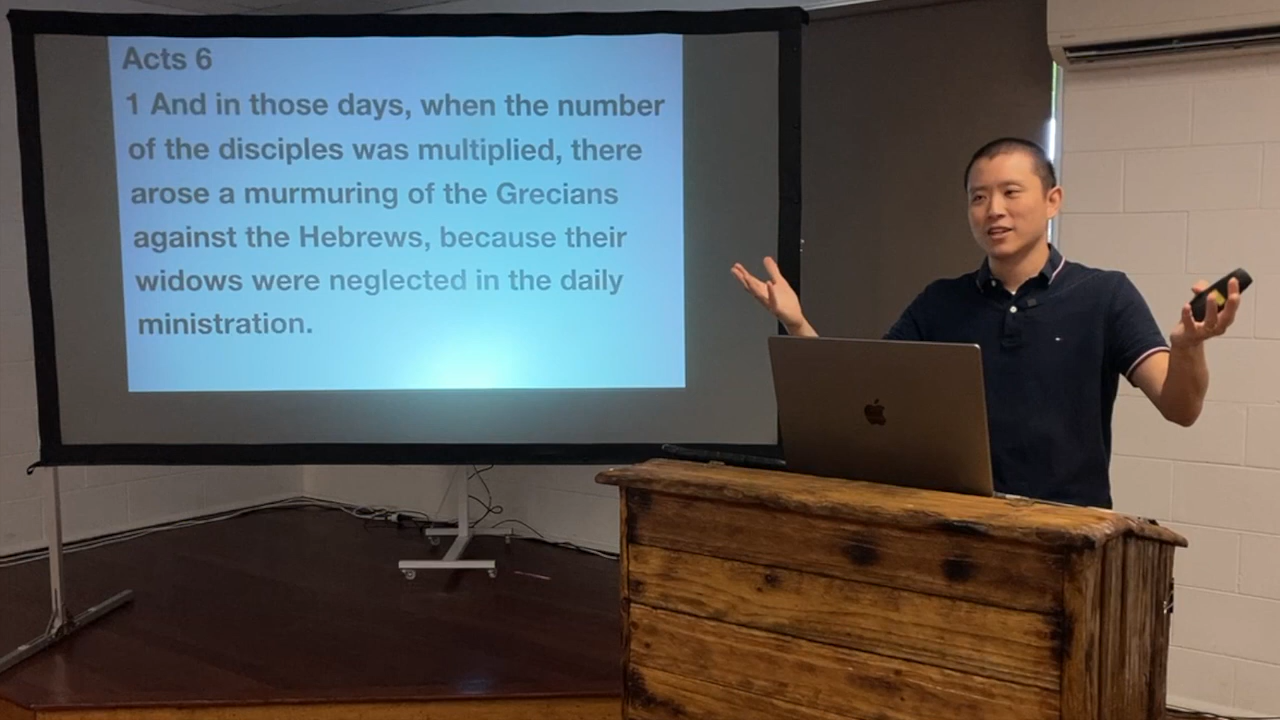 Acts 6
1 And in those days, when the number
of the disciples was multiplied, there
arose a murmuring of the Grecians
against the Hebrews, because their
widows were neglected in the daily
ministration.